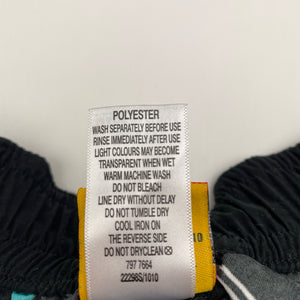 POLYESTER
WASH SEPARATELY BEFORE USE
RINSE IMMEDIATELY AFTER USE
LIGHT COLOURS MAY BECOME
TRANSPARENT WHEN WET
WARM MACHINE WASH
DO NOT BLEACH
LINE DRY WITHOUT DELAY
DO NOT TUMBLE DRY
COOL IRON ON
THE REVERSE SIDE
DO NOT DRYCLEAN
797 7664
22298S/1010
10